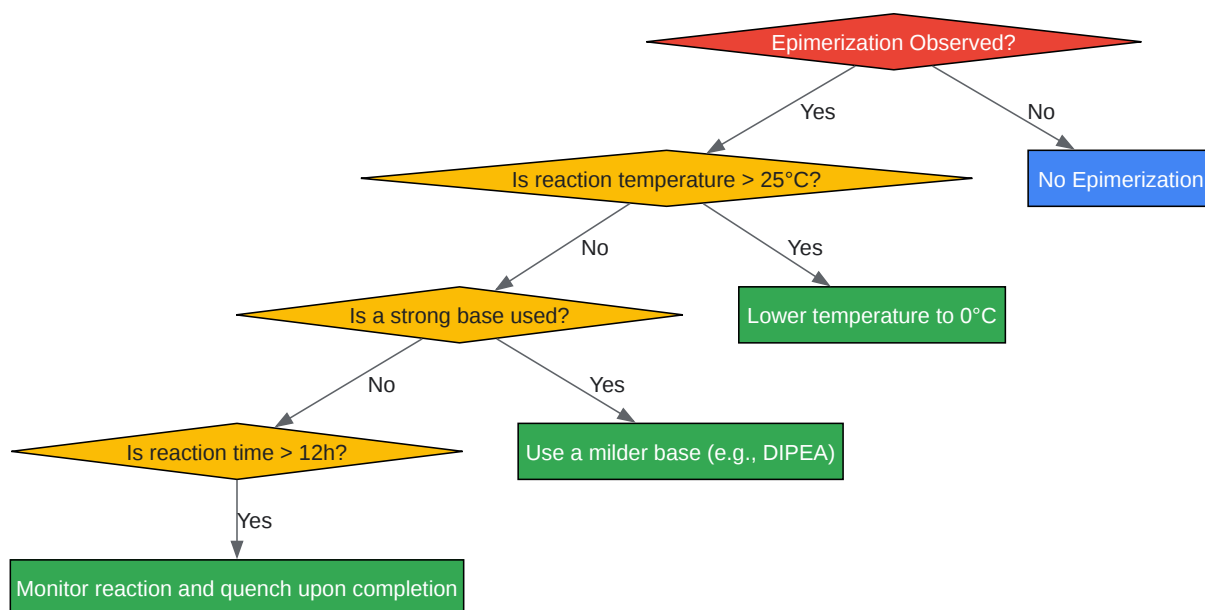 Epimerization Observed?
Yes
No
Is reaction temperature > 25°C?
No Epimerization
No
Yes
Is a strong base used?
Lower temperature to 0°C
No
Yes
Is reaction time > 12h?
Use a milder base (e.g., DIPEA)
Yes
Monitor reaction and quench upon completion